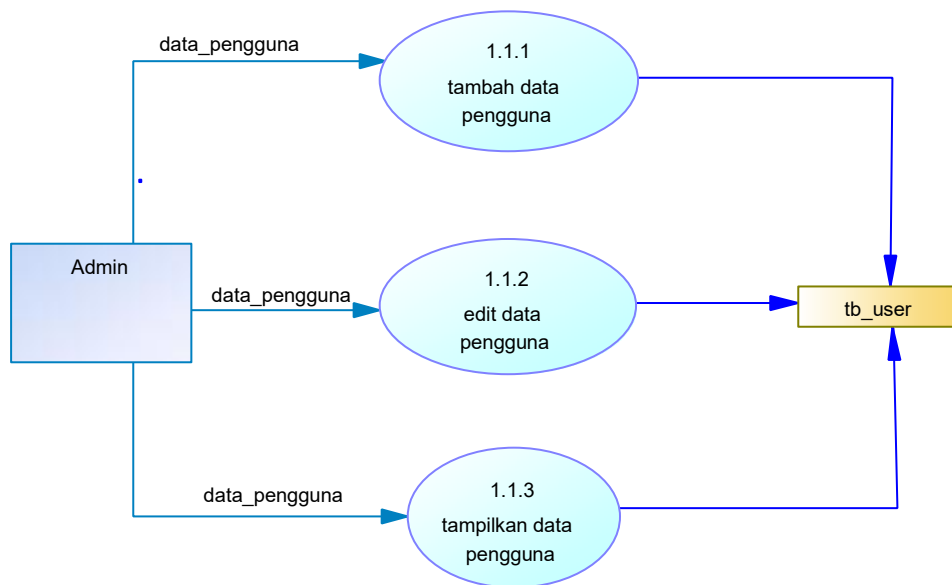 data_pengguna
1.1.1
tambah data
pengguna
Admin
data_pengguna
1.1.2
edit data
pengguna
tb_user
data_pengguna
1.1.3
tampilkan data
pengguna